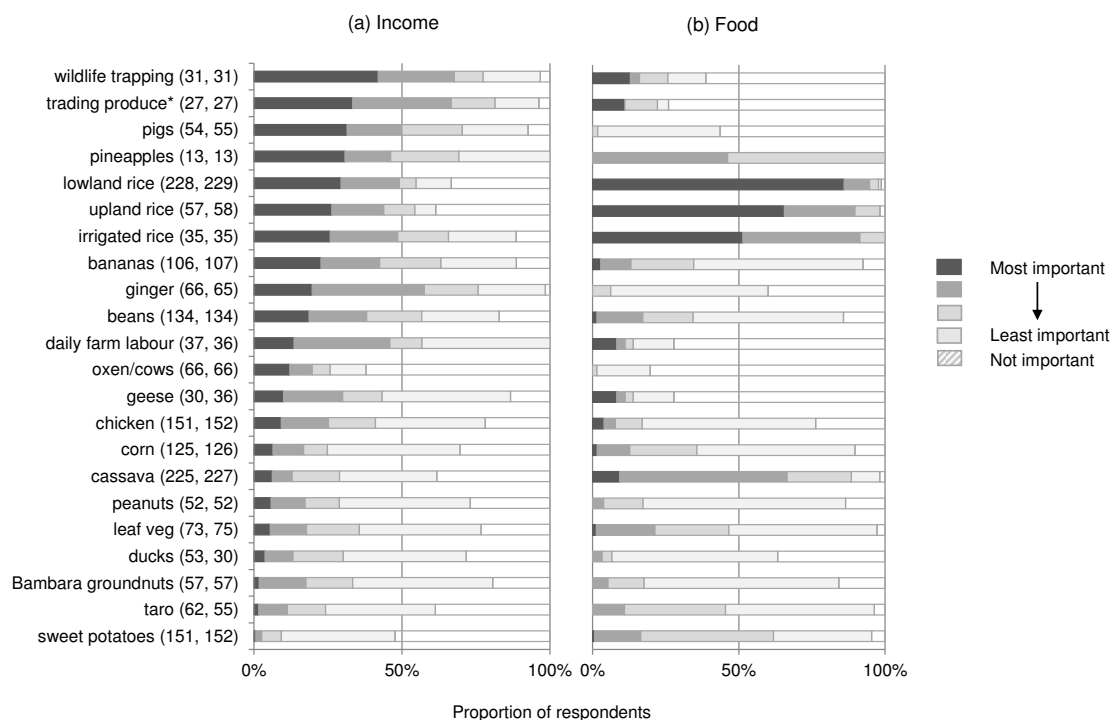 (a) Income
(b) Food
wildlife trapping (31, 31)
trading produce* (27, 27)
pigs (54, 55)
pineapples (13, 13)
lowland rice (228, 229)
upland rice (57, 58)
irrigated rice (35, 35)
bananas (106, 107)
ginger (66, 65)
beans (134, 134)
daily farm labour (37, 36)
oxen/cows (66, 66)
geese (30, 36)
chicken (151, 152)
corn (125, 126)
cassava (225, 227)
peanuts (52, 52)
leaf veg (73, 75)
ducks (53, 30)
Bambara groundnuts (57, 57)
taro (62, 55)
sweet potatoes (151, 152)
0% 50% 100%
0% 50% 100%
Proportion of respondents
Most important
Least important
Not important